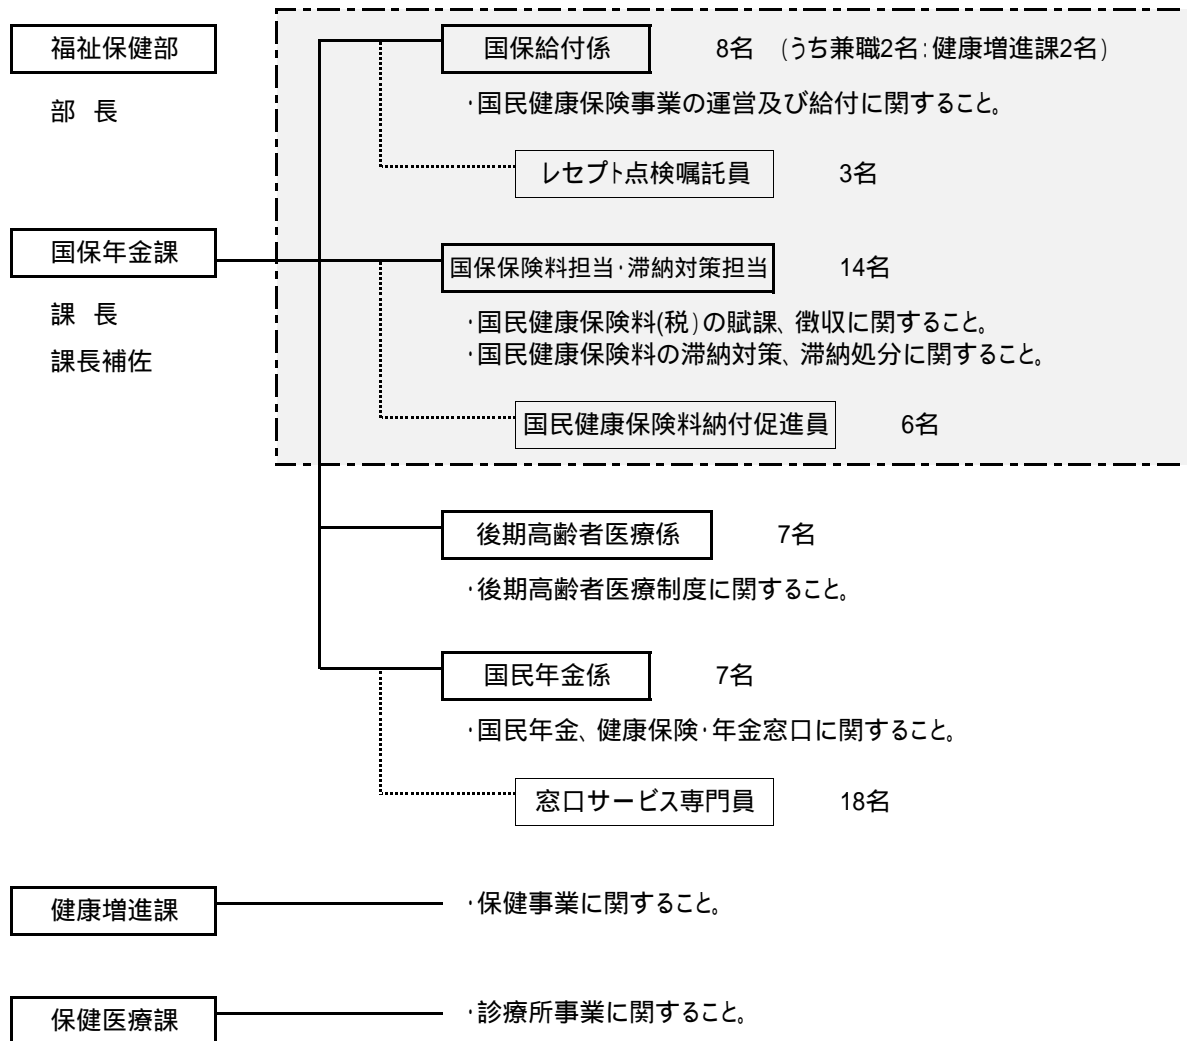 福祉保健部
部 長
国保給付係 8名 (うち兼職2名:健康増進課2名)
・国民健康保険事業の運営及び給付に関すること。
レセプト点検嘱託員 3名
国保年金課
課 長
課長補佐
国保保険料担当・滞納対策担当 14名
・国民健康保険料(税)の賦課、徴収に関すること。
・国民健康保険料の滞納対策、滞納処分に関すること。
国民健康保険料納付促進員 6名
後期高齢者医療係 7名
・後期高齢者医療制度に関すること。
国民年金係 7名
・国民年金、健康保険・年金窓口に関すること。
窓口サービス専門員 18名
健康増進課 ・保健事業に関すること。
保健医療課 ・診療所事業に関すること。